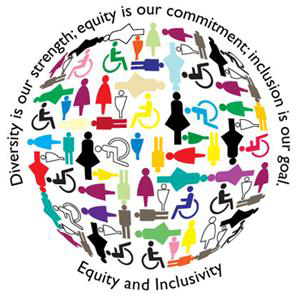 Diversity is our strength; equity is our commitment; inclusion is our goal.
Equity and Inclusivity